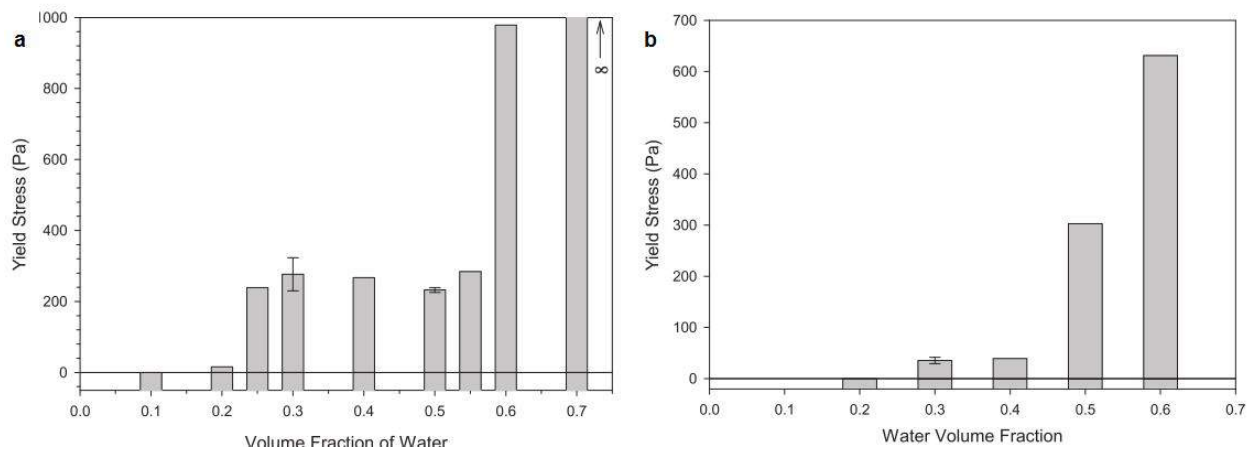 a
1000
800
600
400
200
0
Yield Stress (Pa)
∞
0.0 0.1 0.2 0.3 0.4 0.5 0.6 0.7
Volume Fraction of Water
b
700
600
500
400
300
200
100
0
Yield Stress (Pa)
0.0 0.1 0.2 0.3 0.4 0.5 0.6 0.7
Water Volume Fraction